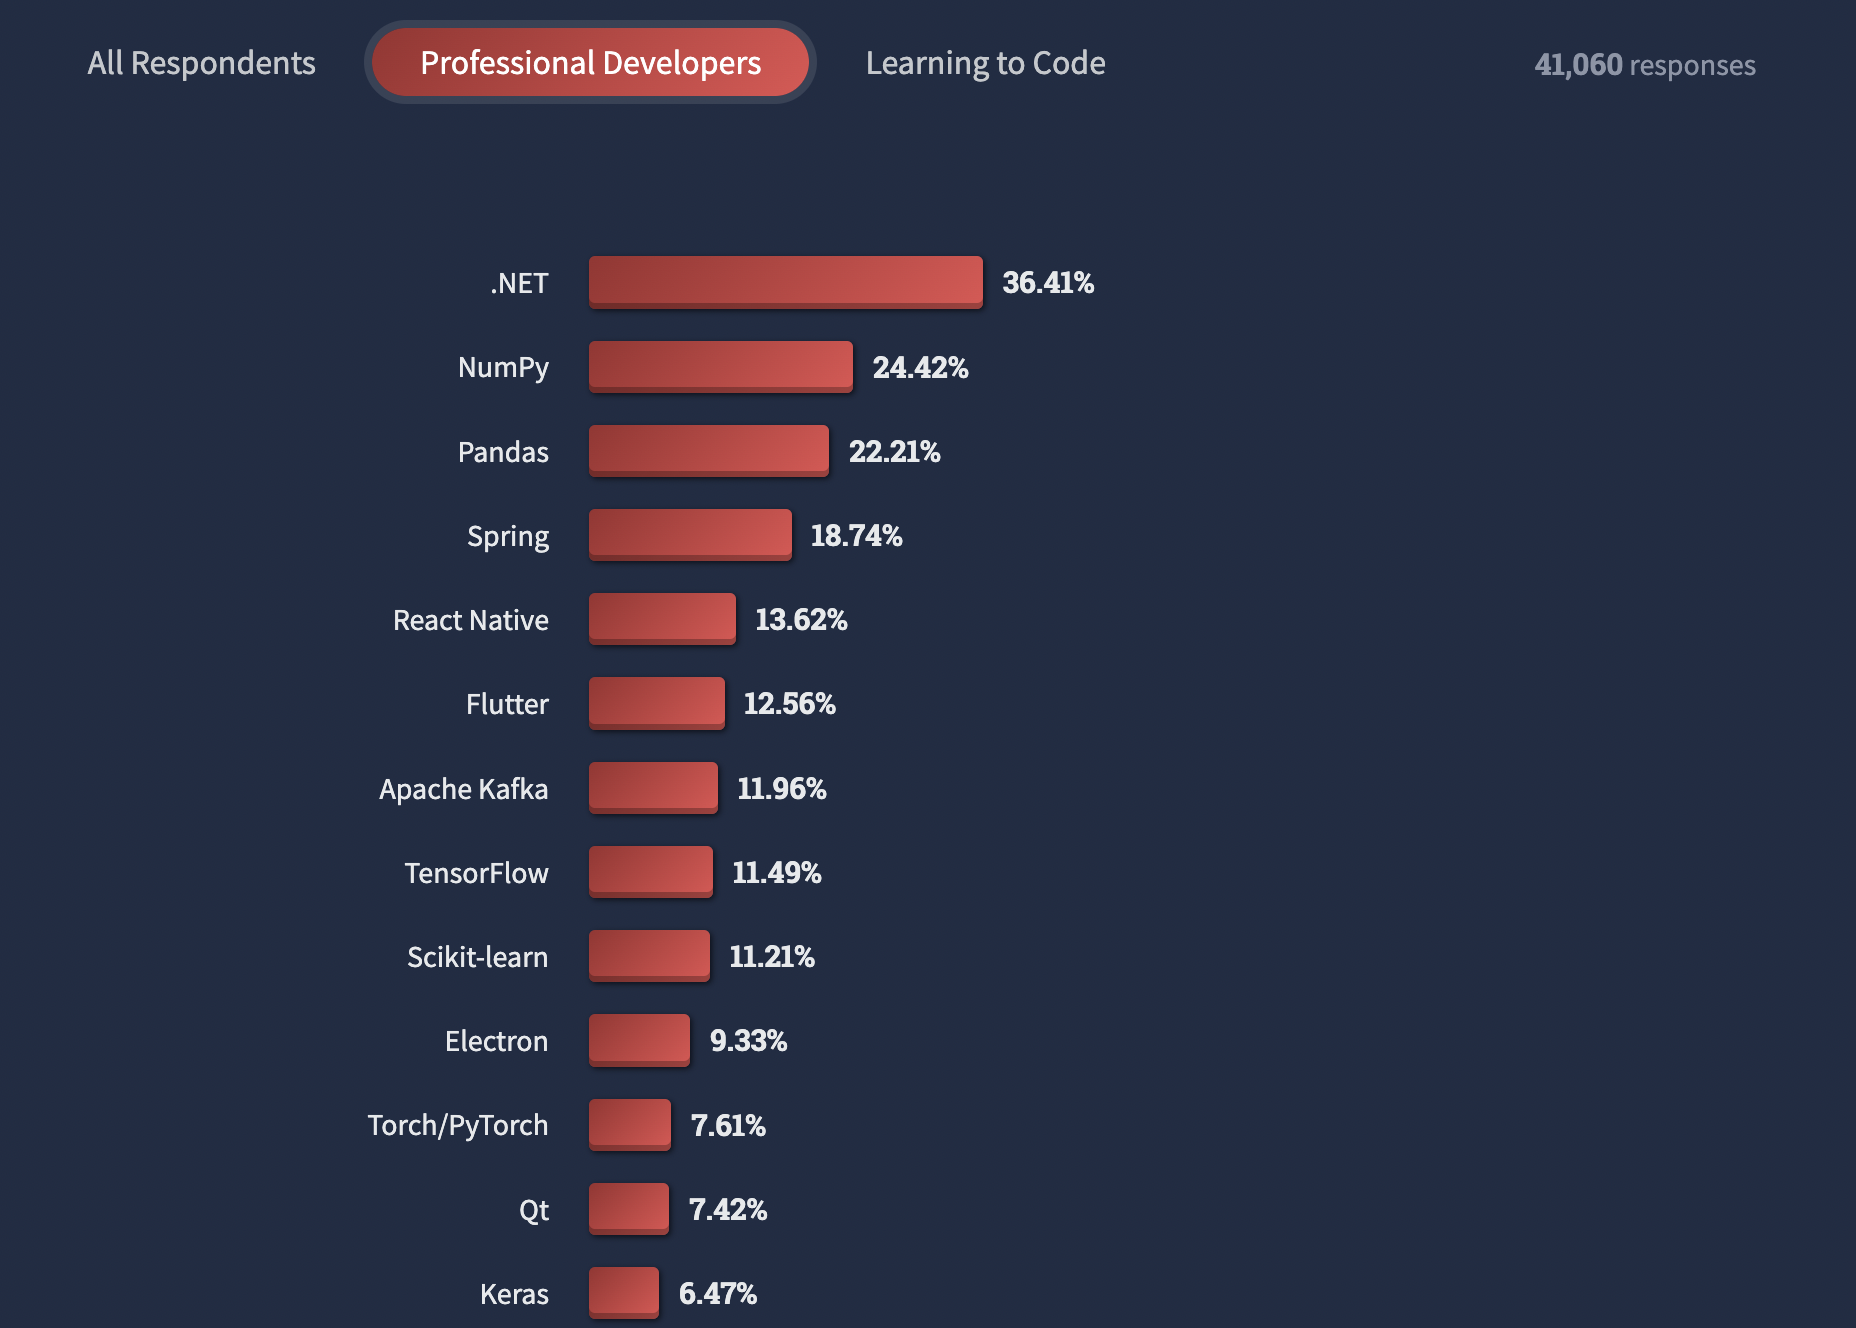 All Respondents Professional Developers Learning to Code 41,060 responses
.NET 36.41%
NumPy 24.42%
Pandas 22.21%
Spring 18.74%
React Native 13.62%
Flutter 12.56%
Apache Kafka 11.96%
TensorFlow 11.49%
Scikit-learn 11.21%
Electron 9.33%
Torch/PyTorch 7.61%
Qt 7.42%
Keras 6.47%